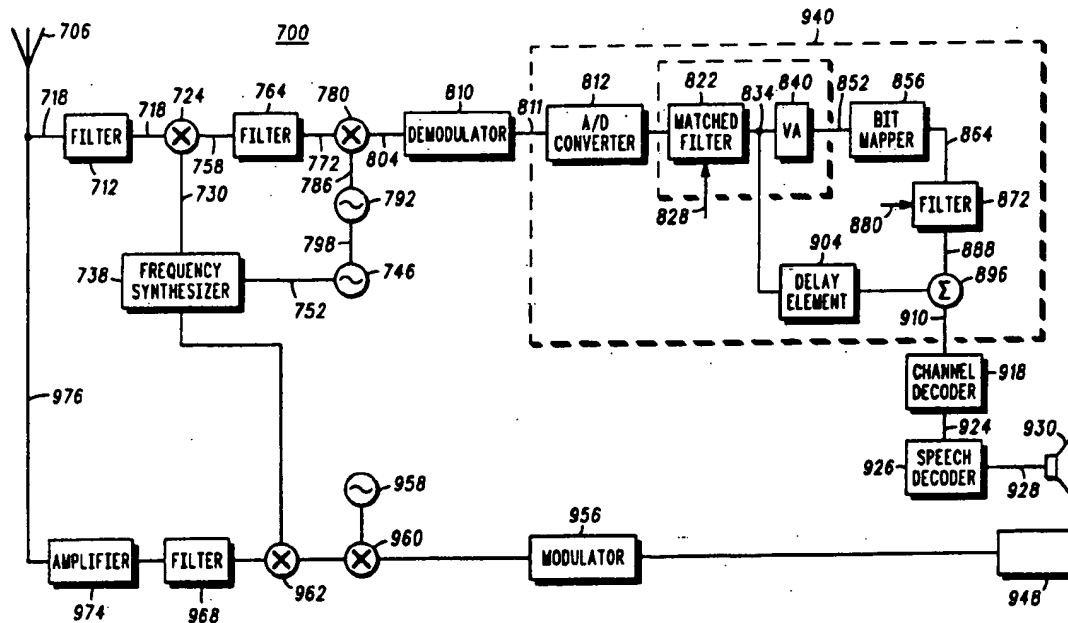 706
700
940
718
718
724
764
780
810
811
812
822
834
840
852
856
FILTER
FILTER
DEMODULATOR
A/D
CONVERTER
MATCHED
FILTER
VA
BIT
MAPPER
864
712
758
772
804
730
786
792
828
880
FILTER
872
798
904
888
738
FREQUENCY
SYNTHESIZER
752
746
DELAY
ELEMENT
Σ
896
910
CHANNEL
DECODER
918
976
924
930
958
926
SPEECH
DECODER
928
956
960
AMPLIFIER
FILTER
MODULATOR
962
974
968
948